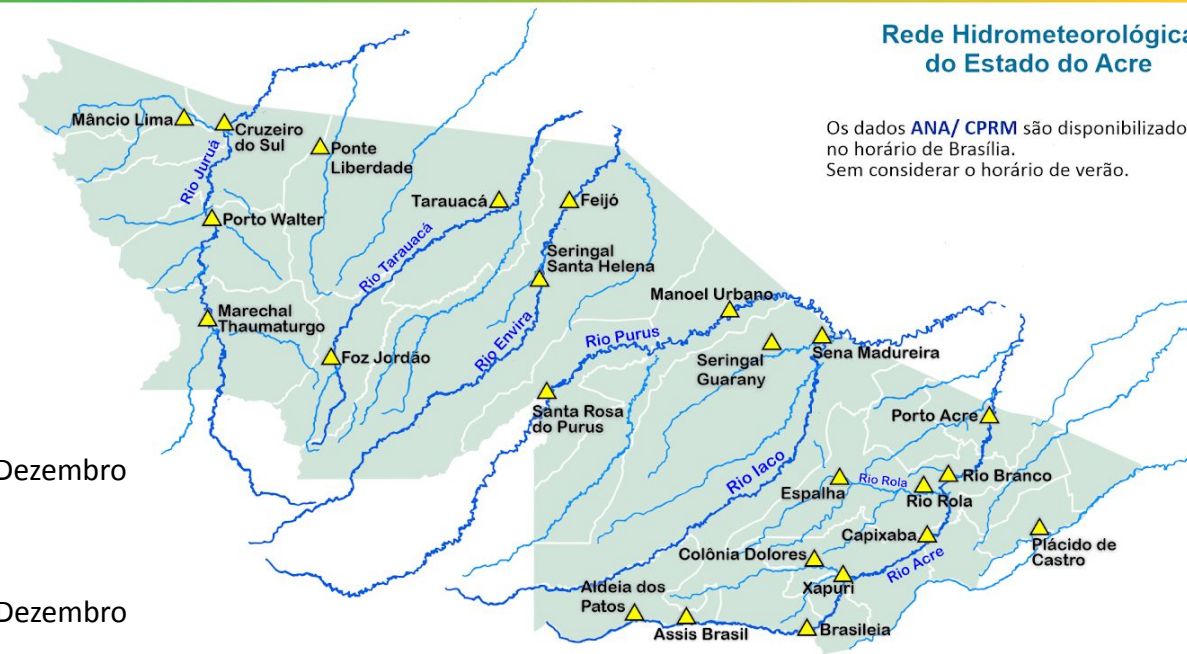 Rede Hidrometeorológica
do Estado do Acre
Os dados ANA/ CPRM são disponibilizado
no horário de Brasília.
Sem considerar o horário de verão.
Mâncio Lima
Cruzeiro
do Sul
Ponte
Liberdade
Rio Juruá
Porto Walter
Tarauacá
Feijó
Rio Tarauacá
Seringal
Santa Helena
Marechal
Thaumaturgo
Foz Jordão
Rio Envira
Manoel Urbano
Rio Purus
Seringal
Guarany
Sena Madureira
Santa Rosa
do Purus
Porto Acre
Dezembro
Rio Iaco
Espalha
Rio Rola
Rio Rola
Rio Branco
Capixaba
Plácido de
Castro
Colônia Dolores
Xapuri
Rio Acre
Dezembro
Aldeia dos
Patos
Assis Brasil
Brasileia